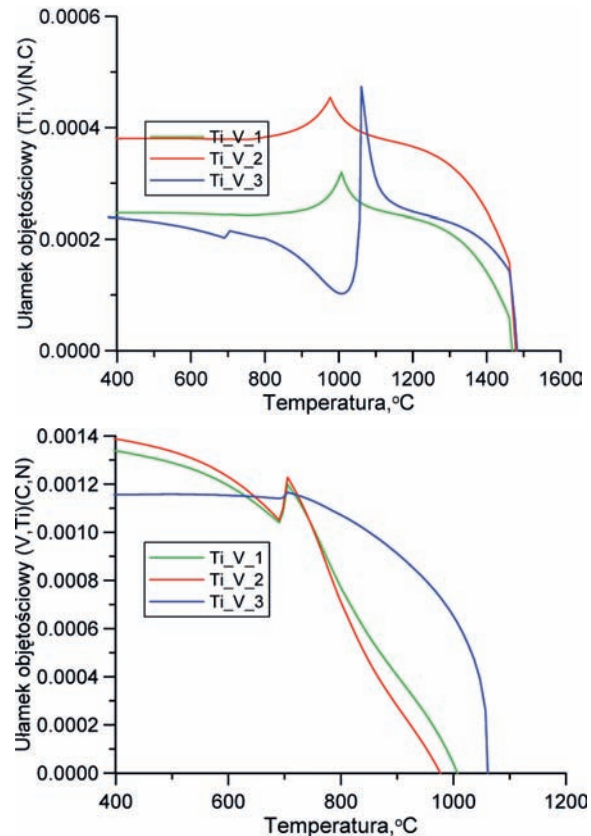 Ułamek objętościowy (Ti,V)(N,C)
0.0006
0.0004
0.0002
0.0000
Ti_V_1
Ti_V_2
Ti_V_3
400 600 800 1000 1200 1400 1600
Temperatura,°C
Ułamek objętościowy (V,Ti)(C,N)
0.0014
0.0012
0.0010
0.0008
0.0006
0.0004
0.0002
0.0000
Ti_V_1
Ti_V_2
Ti_V_3
400 600 800 1000 1200
Temperatura,°C